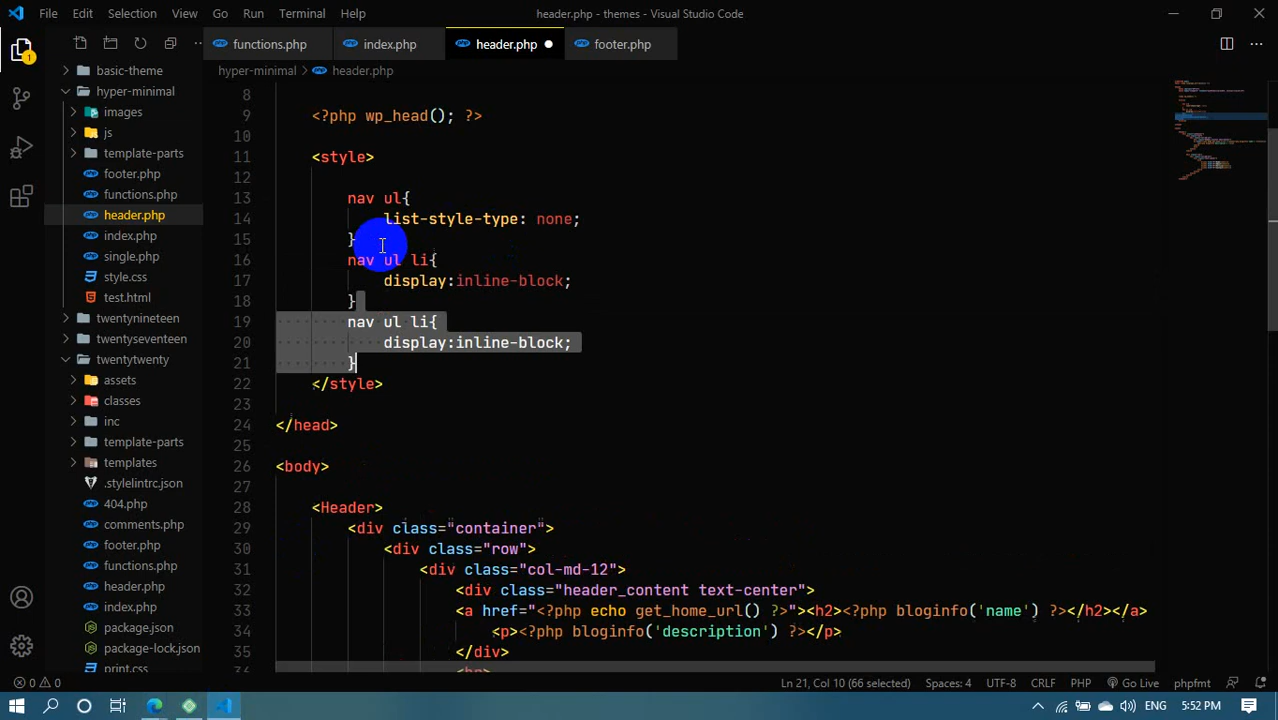 File Edit Selection View Go Run Terminal Help header.php - themes - Visual Studio Code
functions.php index.php header.php footer.php
hyper-minimal > header.php
1
basic-theme
hyper-minimal
images
js
template-parts
footer.php
functions.php
header.php
index.php
single.php
style.css
test.html
twentynineteen
twentyseventeen
twentytwenty
assets
classes
inc
template-parts
templates
.stylelintrc.json
404.php
comments.php
footer.php
functions.php
header.php
index.php
package.json
package-lock.json
print.css
8
9 <?php wp_head(); ?>
10
11 <style>
12
13 nav ul{
14 list-style-type: none;
15 }
16 nav ul li{
17 display:inline-block;
18 }
19 nav ul li{
20 display:inline-block;
21 }
22 </style>
23
24 </head>
25
26 <body>
27
28 <Header>
29 <div class="container">
30 <div class="row">
31 <div class="col-md-12">
32 <div class="header_content text-center">
33 <a href="<?php echo get_home_url() ?>"><h2><?php bloginfo('name') ?></h2></a>
34 <p><?php bloginfo('description') ?></p>
35 </div>
36 <br>
0 0 Ln 21, Col 10 (66 selected) Spaces: 4 UTF-8 CRLF PHP Go Live phpfmt
ENG 5:52 PM